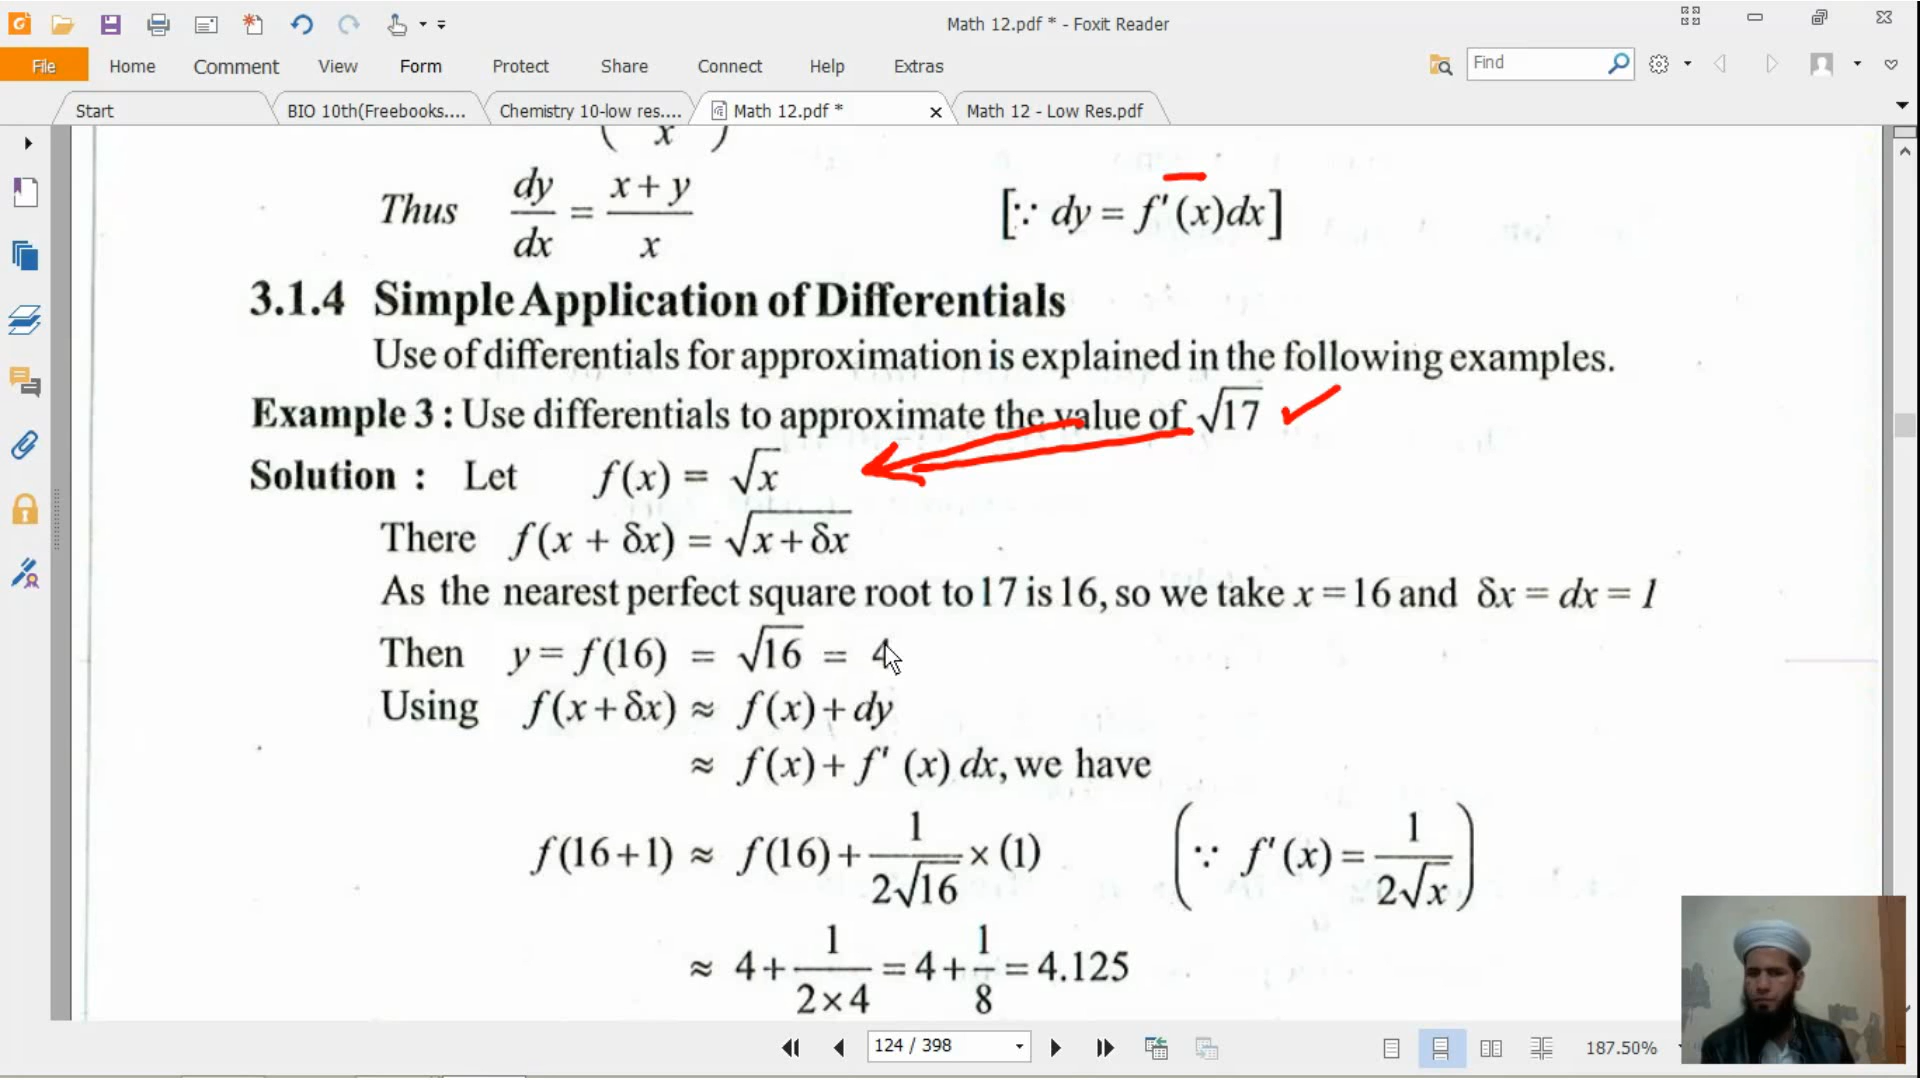 Math 12.pdf * - Foxit Reader
File Home Comment View Form Protect Share Connect Help Extras Find
Start BIO 10th(Freebooks.... Chemistry 10-low res.... Math 12.pdf * Math 12 - Low Res.pdf
( x )
Thus dy/dx = (x + y)/x [∵ dy = f'(x)dx]
3.1.4 Simple Application of Differentials
Use of differentials for approximation is explained in the following examples.
Example 3 : Use differentials to approximate the value of √17
Solution : Let f(x) = √x
There f(x + δx) = √(x + δx)
As the nearest perfect square root to 17 is 16, so we take x = 16 and δx = dx = 1
Then y = f(16) = √16 = 4
Using f(x + δx) ≈ f(x) + dy
≈ f(x) + f' (x) dx, we have
f(16+1) ≈ f(16) + 1/(2√16) × (1) (∵ f'(x) = 1/(2√x))
≈ 4 + 1/(2×4) = 4 + 1/8 = 4.125
124 / 398 187.50%